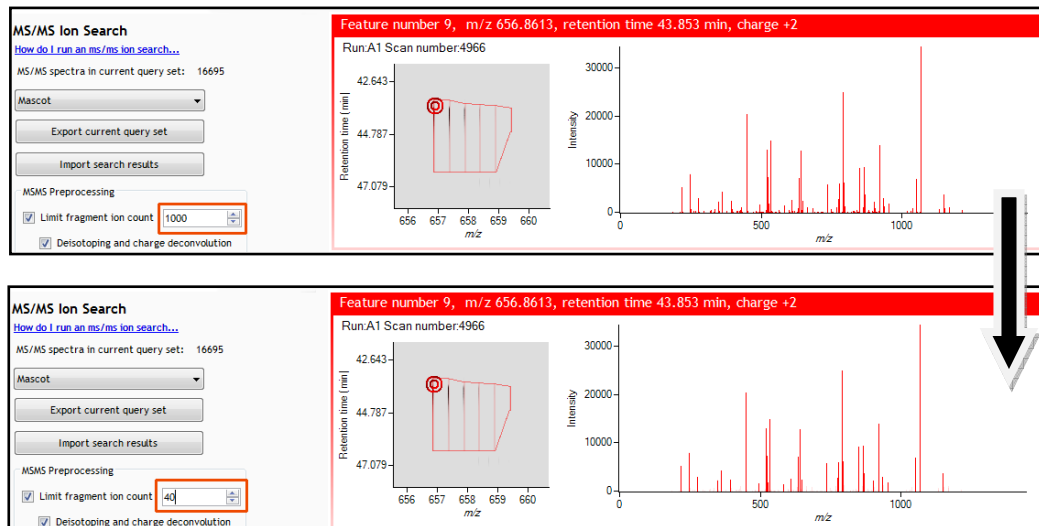 MS/MS Ion Search
How do I run an ms/ms ion search...
MS/MS spectra in current query set: 16695
Mascot
Export current query set
Import search results
MSMS Preprocessing
Limit fragment ion count 1000
Deisotoping and charge deconvolution
Feature number 9, m/z 656.8613, retention time 43.853 min, charge +2
Run:A1 Scan number:4966
Retention time [min]
42.643
44.787
47.079
656 657 658 659 660
m/z
Intensity
30000
20000
10000
0
0 500 1000
m/z
MS/MS Ion Search
How do I run an ms/ms ion search...
MS/MS spectra in current query set: 16695
Mascot
Export current query set
Import search results
MSMS Preprocessing
Limit fragment ion count 40
Deisotoping and charge deconvolution
Feature number 9, m/z 656.8613, retention time 43.853 min, charge +2
Run:A1 Scan number:4966
Retention time [min]
42.643
44.787
47.079
656 657 658 659 660
m/z
Intensity
30000
20000
10000
0
0 500 1000
m/z